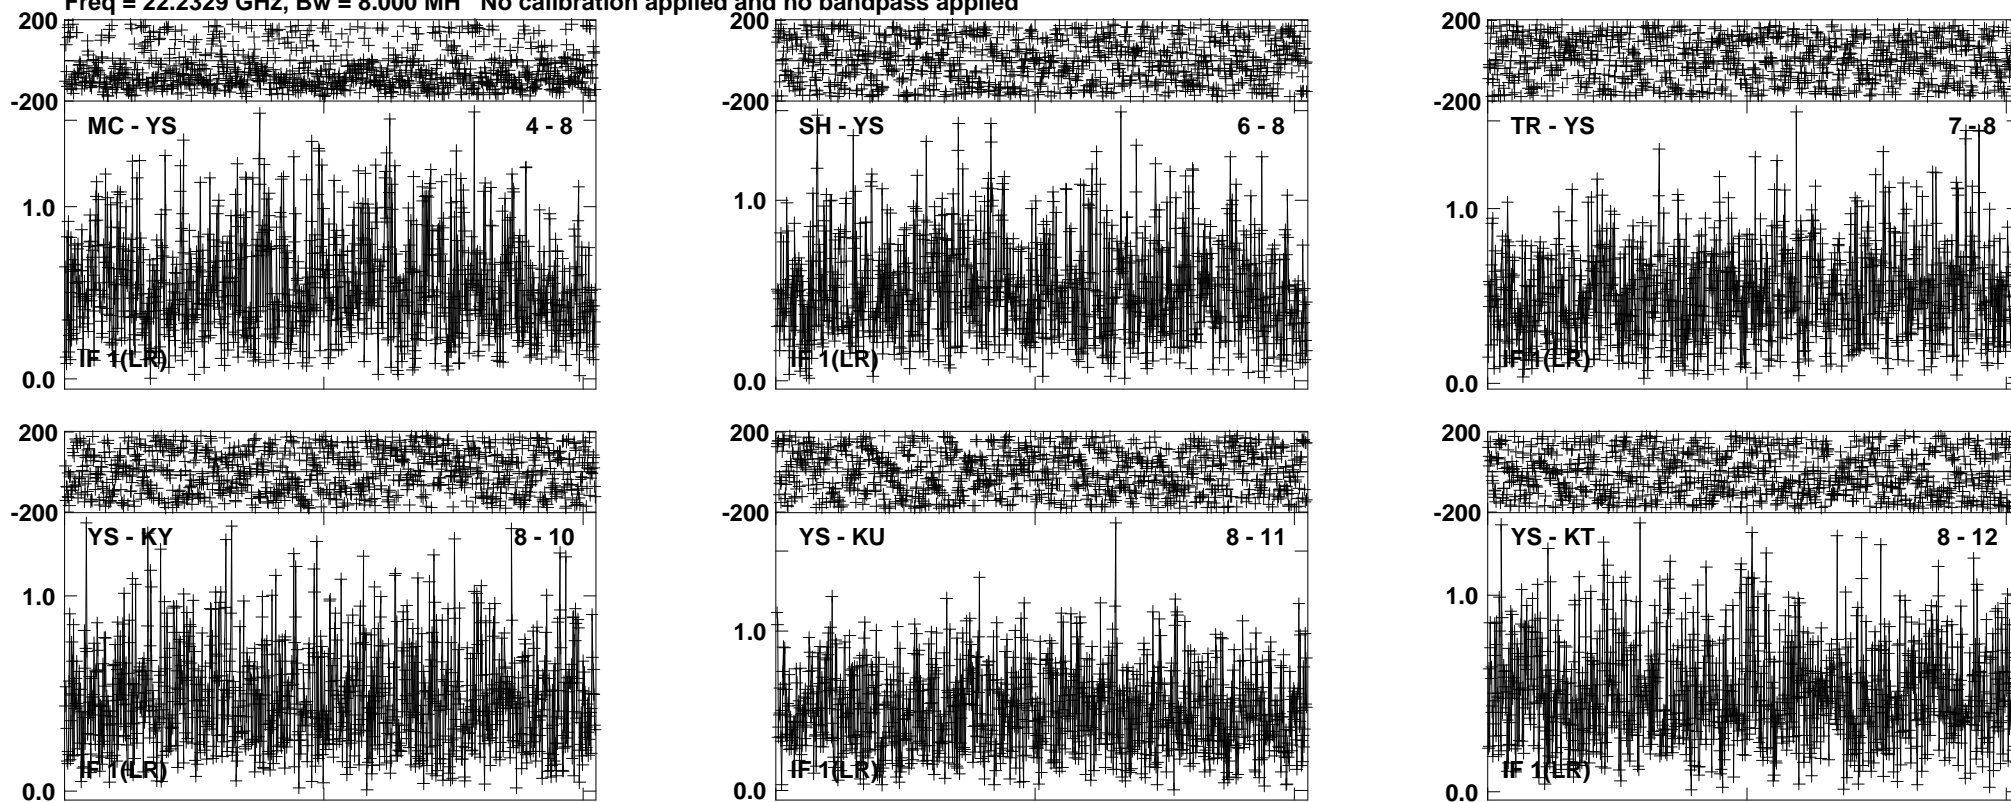 Freq = 22.2329 GHz, Bw = 8.000 MH No calibration applied and no bandpass applied
200
-200
MC - YS 4 - 8
1.0
IF 1(LR)
0.0
200
-200
SH - YS 6 - 8
1.0
IF 1(LR)
0.0
200
-200
TR - YS 7 - 8
1.0
IF 1(LR)
0.0
200
-200
YS - KY 8 - 10
1.0
IF 1(LR)
0.0
200
-200
YS - KU 8 - 11
1.0
IF 1(LR)
0.0
200
-200
YS - KT 8 - 12
1.0
IF 1(LR)
0.0